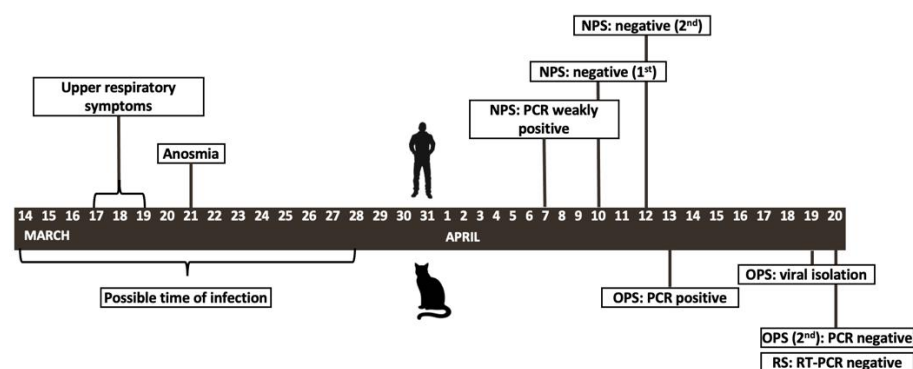 NPS: negative (2nd)
NPS: negative (1st)
Upper respiratory
symptoms
NPS: PCR weakly
positive
Anosmia
14 15 16 17 18 19 20 21 22 23 24 25 26 27 28 29 30 31 1 2 3 4 5 6 7 8 9 10 11 12 13 14 15 16 17 18 19 20
MARCH APRIL
OPS: viral isolation
Possible time of infection
OPS: PCR positive
OPS (2nd): PCR negative
RS: RT-PCR negative